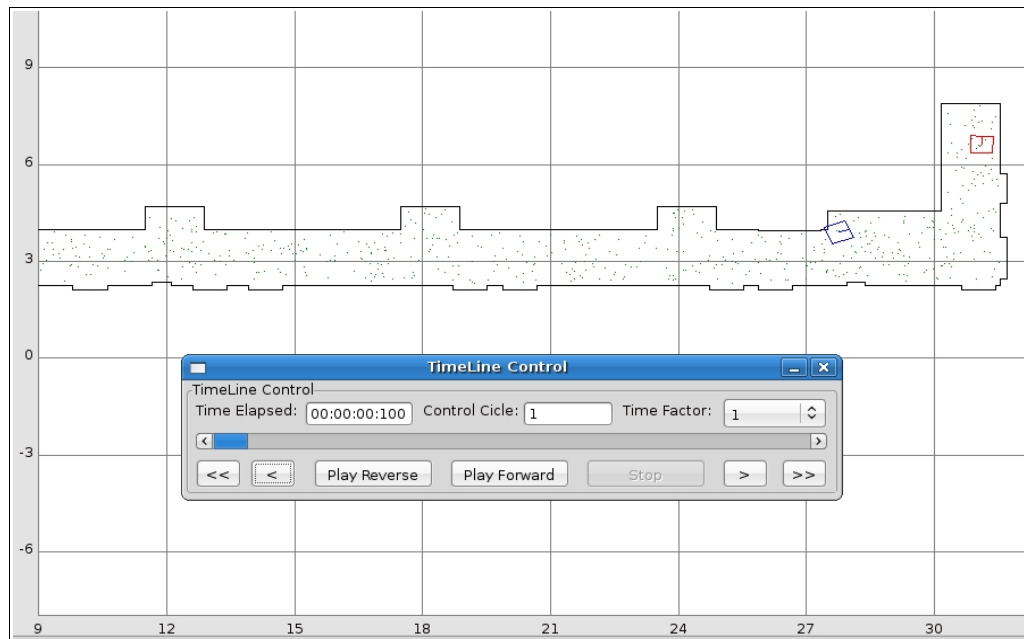 9
6
3
0
TimeLine Control
TimeLine Control
Time Elapsed: 00:00:00:100 Control Cicle: 1 Time Factor: 1
-3
<< < Play Reverse Play Forward Stop > >>
-6
9 12 15 18 21 24 27 30